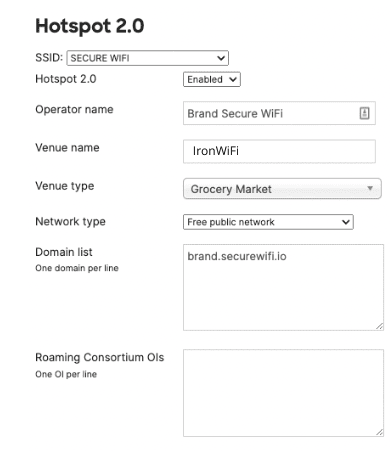 Hotspot 2.0
SSID: SECURE WIFI
Hotspot 2.0 Enabled
Operator name Brand Secure WiFi
Venue name IronWiFi
Venue type Grocery Market
Network type Free public network
Domain list brand.securewifi.io
One domain per line
Roaming Consortium OIs
One OI per line